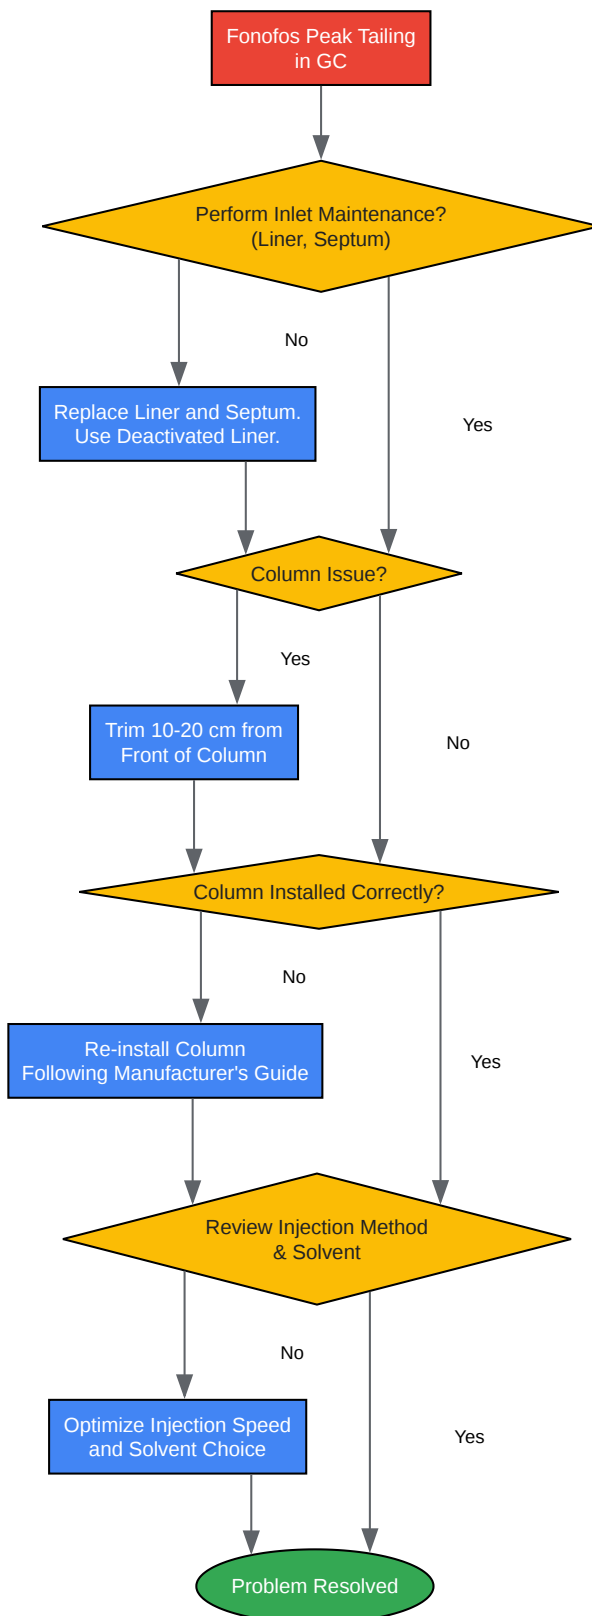 Fonofos Peak Tailing
in GC
Perform Inlet Maintenance?
(Liner, Septum)
No
Replace Liner and Septum.
Use Deactivated Liner.
Yes
Column Issue?
Yes
Trim 10-20 cm from
Front of Column
No
Column Installed Correctly?
No
Re-install Column
Following Manufacturer's Guide
Yes
Review Injection Method
& Solvent
No
Optimize Injection Speed
and Solvent Choice
Yes
Problem Resolved